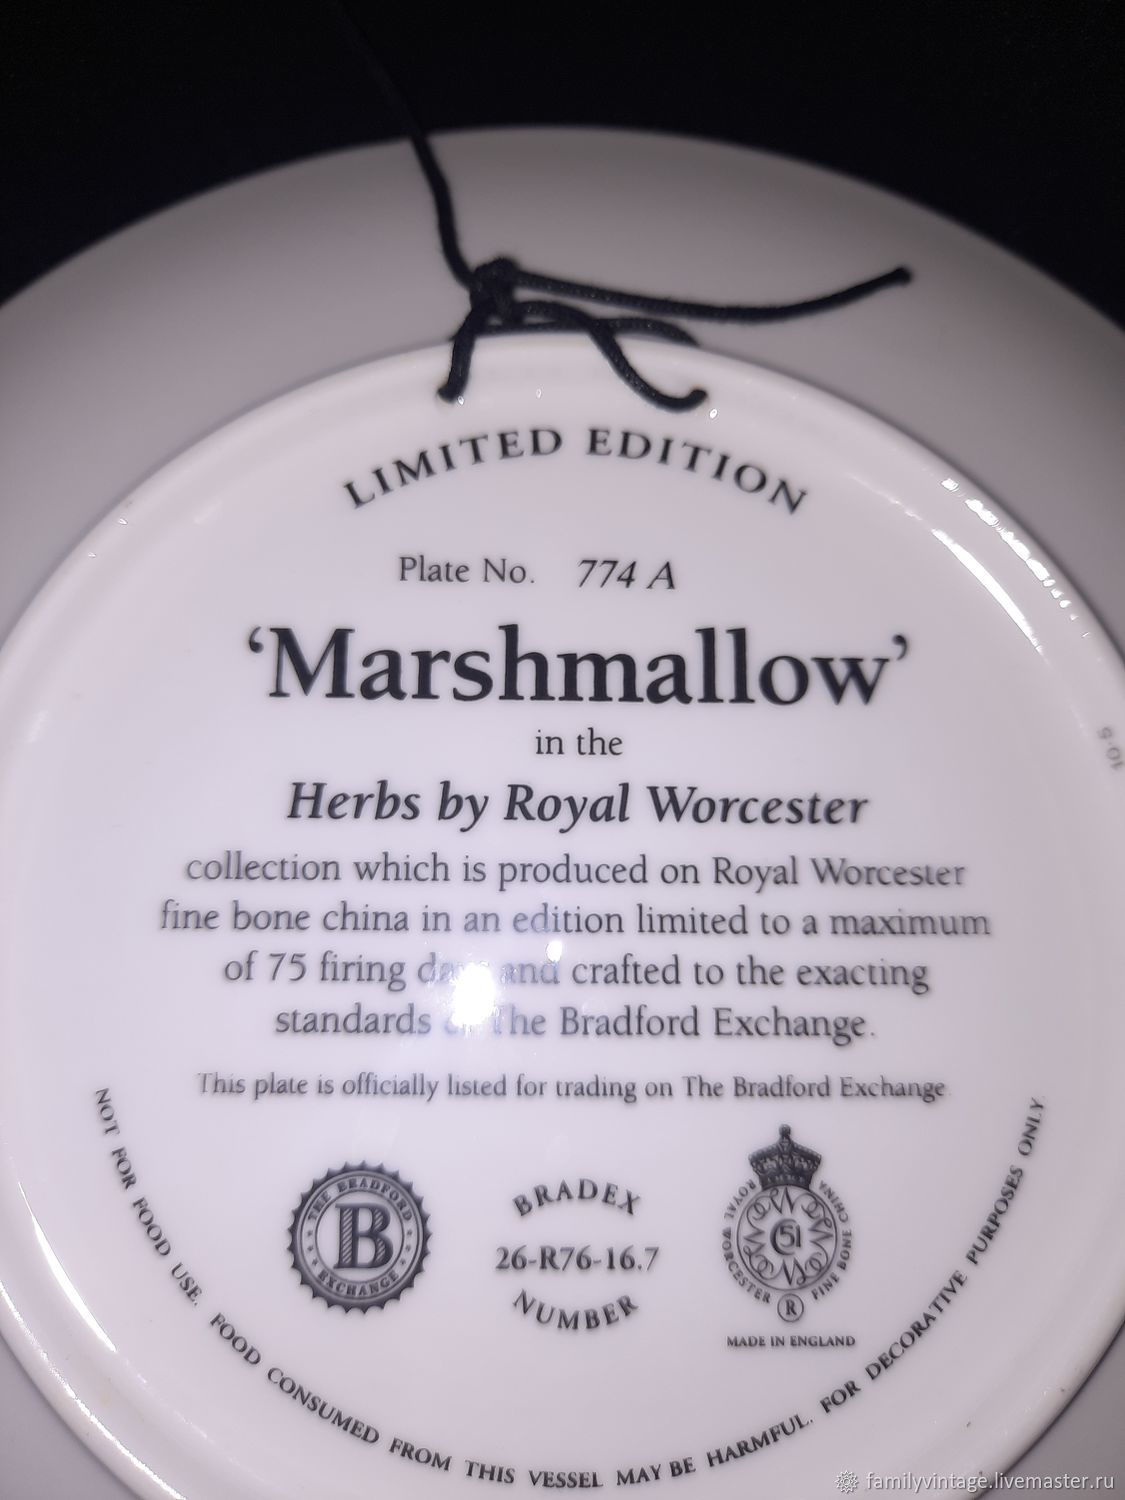 LIMITED EDITION
Plate No. 774 A
‘Marshmallow’
in the
Herbs by Royal Worcester
collection which is produced on Royal Worcester
fine bone china in an edition limited to a maximum
of 75 firing days and crafted to the exacting
standards The Bradford Exchange.
This plate is officially listed for trading on The Bradford Exchange
THE BRADFORD
B
EXCHANGE
BRADEX
26-R76-16.7
NUMBER
ROYAL WORCESTER
FINE BONE CHINA
51
®
MADE IN ENGLAND
NOT FOR FOOD USE. FOOD CONSUMED FROM THIS VESSEL MAY BE HARMFUL. FOR DECORATIVE PURPOSES ONLY.
10-5
familyvintage.livemaster.ru